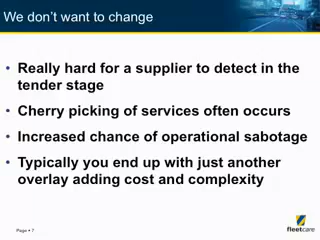 We don't want to change
• Really hard for a supplier to detect in the
tender stage
• Cherry picking of services often occurs
• Increased chance of operational sabotage
• Typically you end up with just another
overlay adding cost and complexity
Page • 7
fleetcare